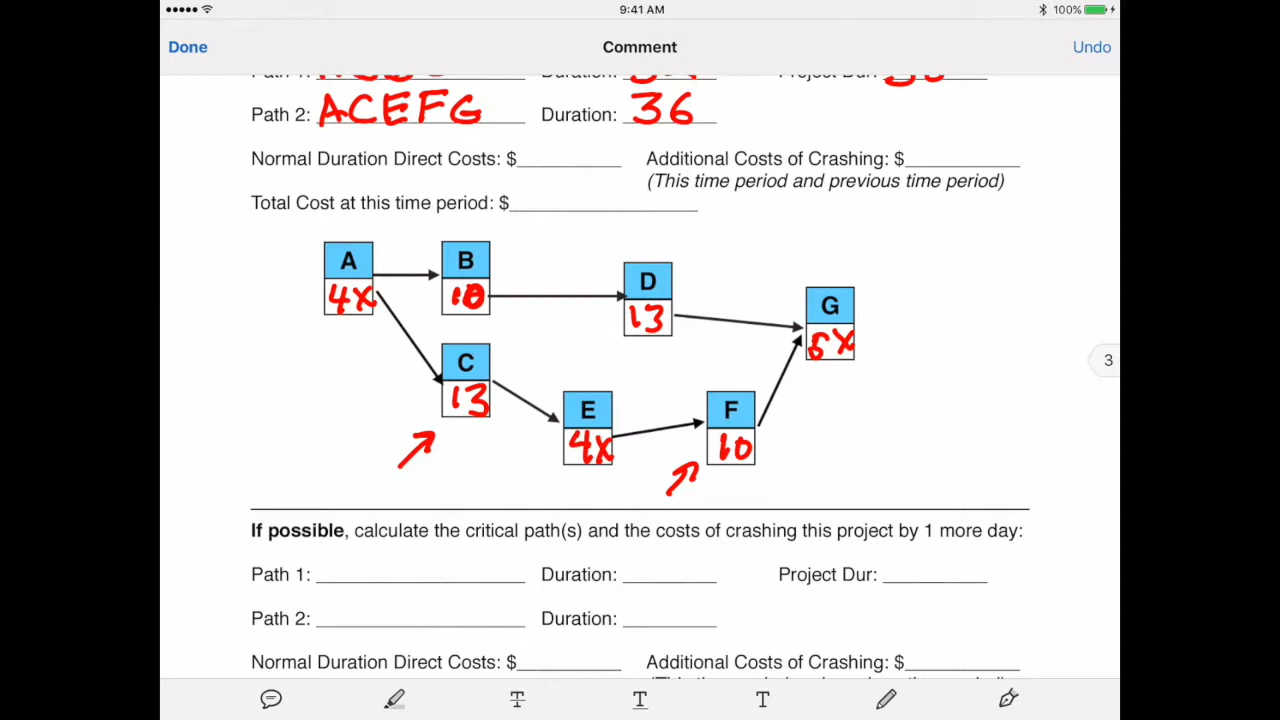 9:41 AM
100%
Done Comment Undo
Path 2: ACEFG Duration: 36
Normal Duration Direct Costs: $ Additional Costs of Crashing: $
(This time period and previous time period)
Total Cost at this time period: $
A B
4X 10
D
13
G
C
13
E F
4X 10
3
If possible, calculate the critical path(s) and the costs of crashing this project by 1 more day:
Path 1: Duration: Project Dur:
Path 2: Duration:
Normal Duration Direct Costs: $ Additional Costs of Crashing: $
T T T